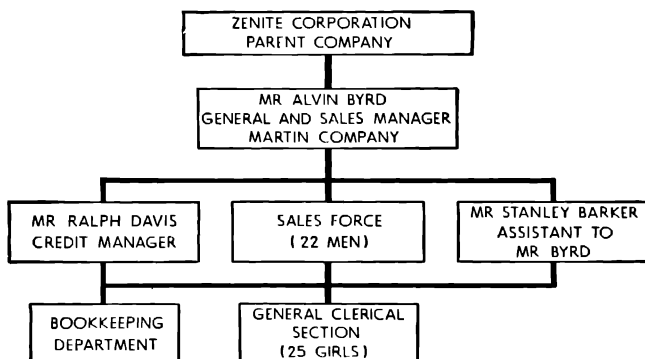 ZENITE CORPORATION
PARENT COMPANY
MR ALVIN BYRD
GENERAL AND SALES MANAGER
MARTIN COMPANY
MR RALPH DAVIS
CREDIT MANAGER
SALES FORCE
(22 MEN)
MR STANLEY BARKER
ASSISTANT TO
MR BYRD
BOOKKEEPING
DEPARTMENT
GENERAL CLERICAL
SECTION
(25 GIRLS)